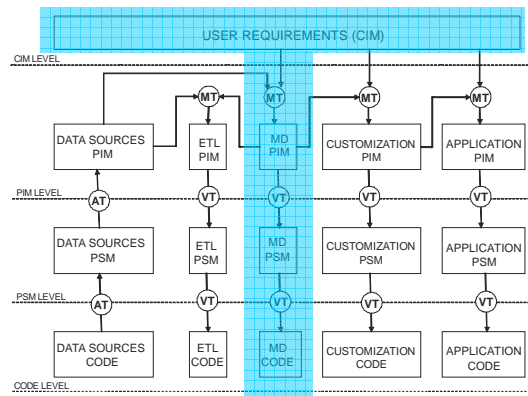 USER REQUIREMENTS (CIM)
CIM LEVEL
MT MT MT MT
DATA SOURCES
PIM
ETL
PIM
MD
PIM
CUSTOMIZATION
PIM
APPLICATION
PIM
PIM LEVEL
AT VT VT VT VT
DATA SOURCES
PSM
ETL
PSM
MD
PSM
CUSTOMIZATION
PSM
APPLICATION
PSM
PSM LEVEL
AT VT VT VT VT
DATA SOURCES
CODE
ETL
CODE
MD
CODE
CUSTOMIZATION
CODE
APPLICATION
CODE
CODE LEVEL